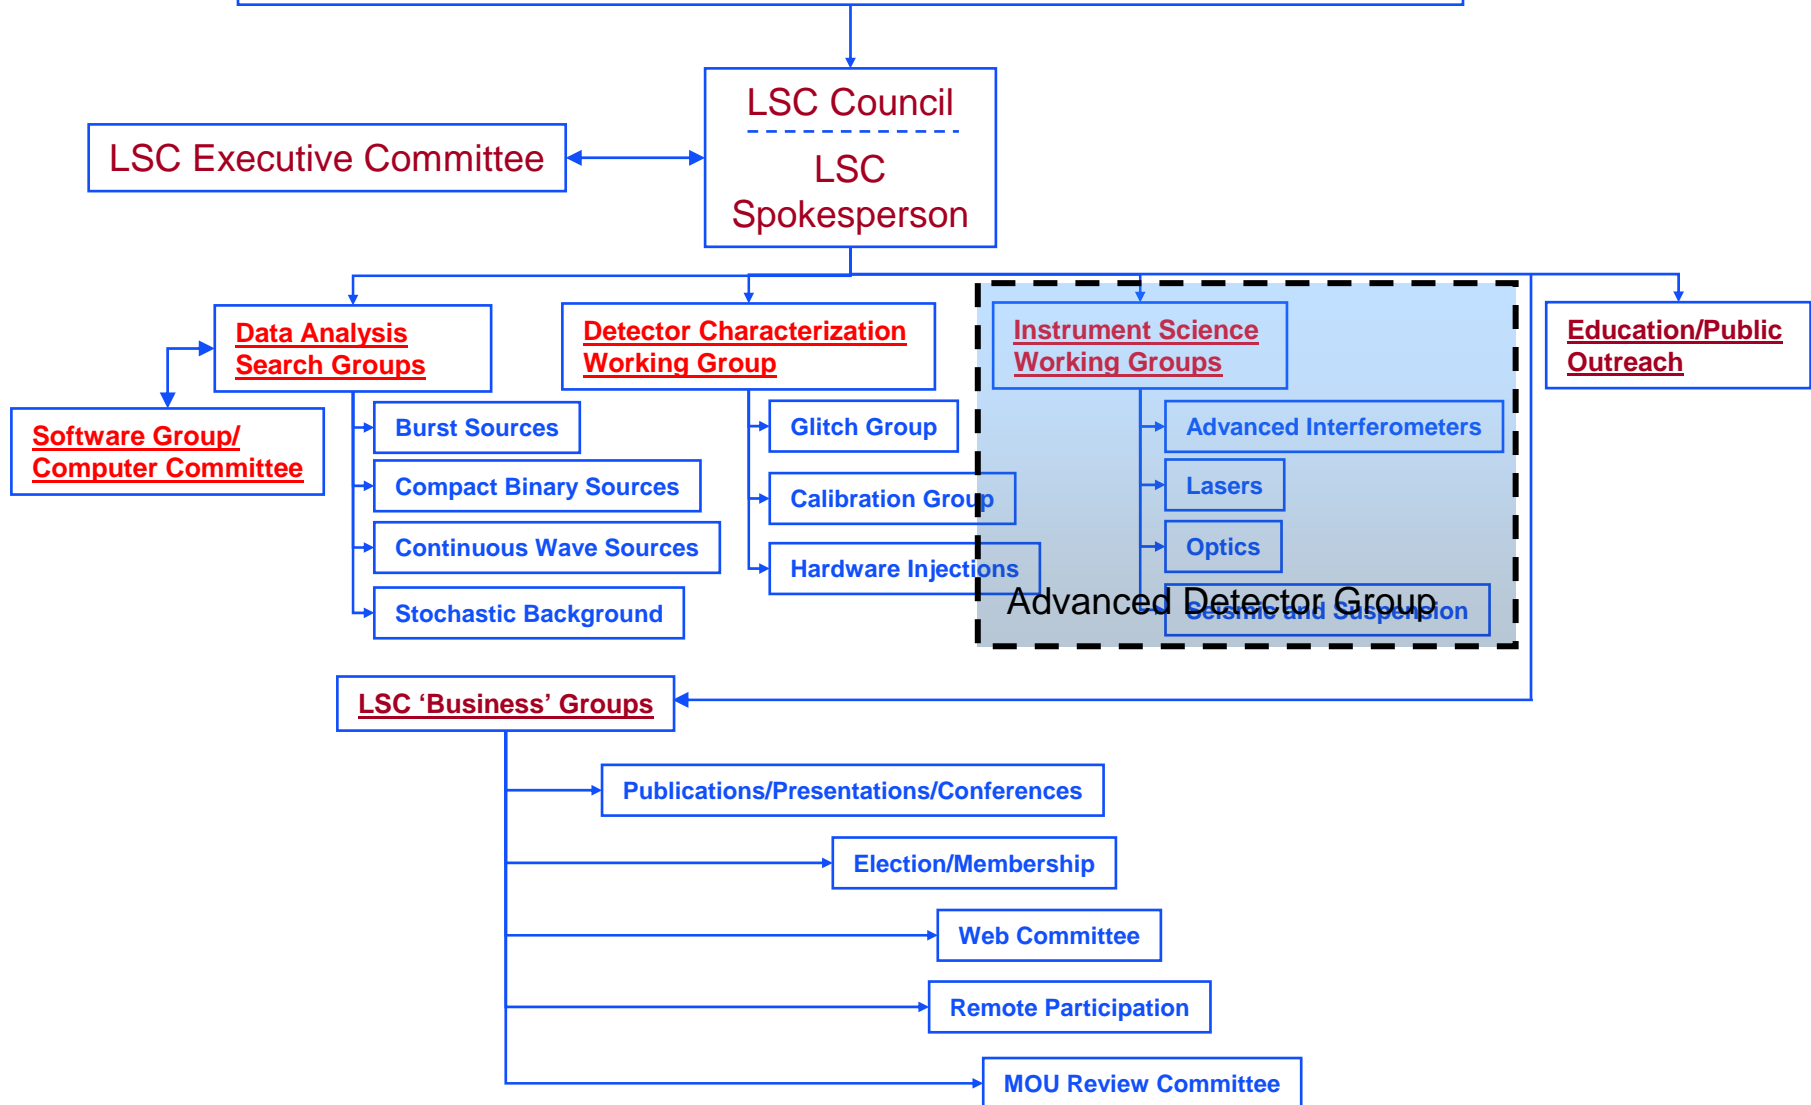 LSC Council
LSC Executive Committee
LSC
Spokesperson
Data Analysis
Search Groups
Detector Characterization
Working Group
Instrument Science
Working Groups
Education/Public
Outreach
Software Group/
Computer Committee
Burst Sources
Compact Binary Sources
Continuous Wave Sources
Stochastic Background
Glitch Group
Calibration Group
Hardware Injections
Advanced Interferometers
Lasers
Optics
Seismic and Suspension
Advanced Detector Group
LSC ‘Business’ Groups
Publications/Presentations/Conferences
Election/Membership
Web Committee
Remote Participation
MOU Review Committee